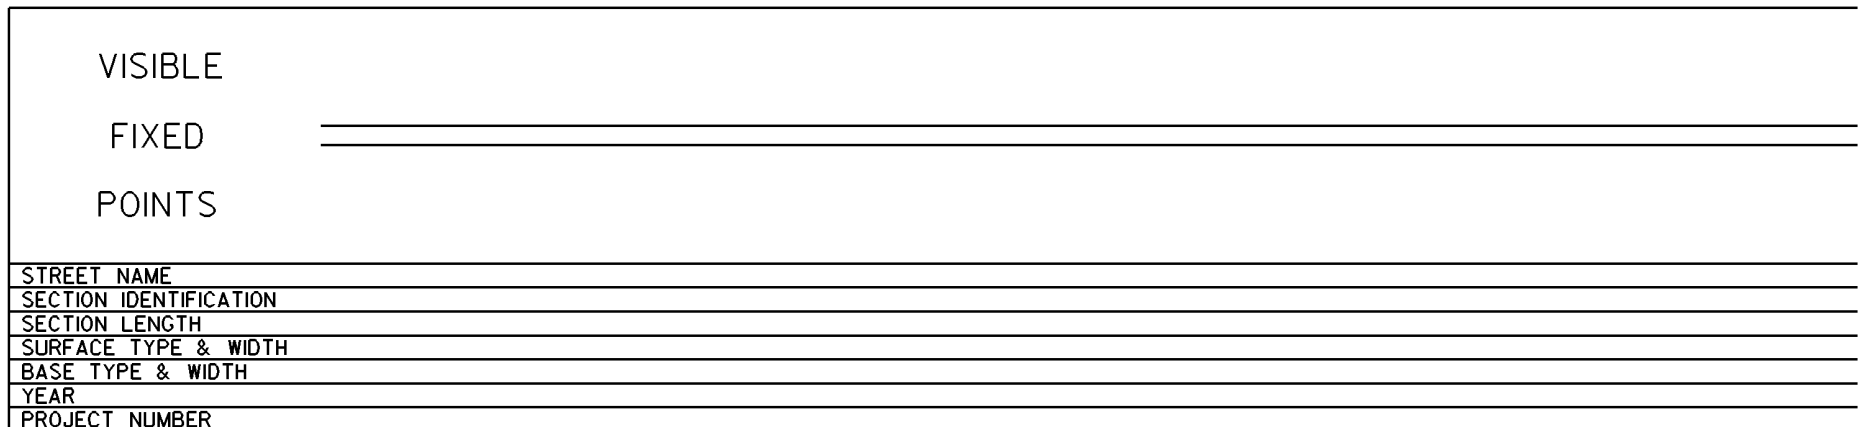 VISIBLE
FIXED
POINTS
STREET NAME
SECTION IDENTIFICATION
SECTION LENGTH
SURFACE TYPE & WIDTH
BASE TYPE & WIDTH
YEAR
PROJECT NUMBER